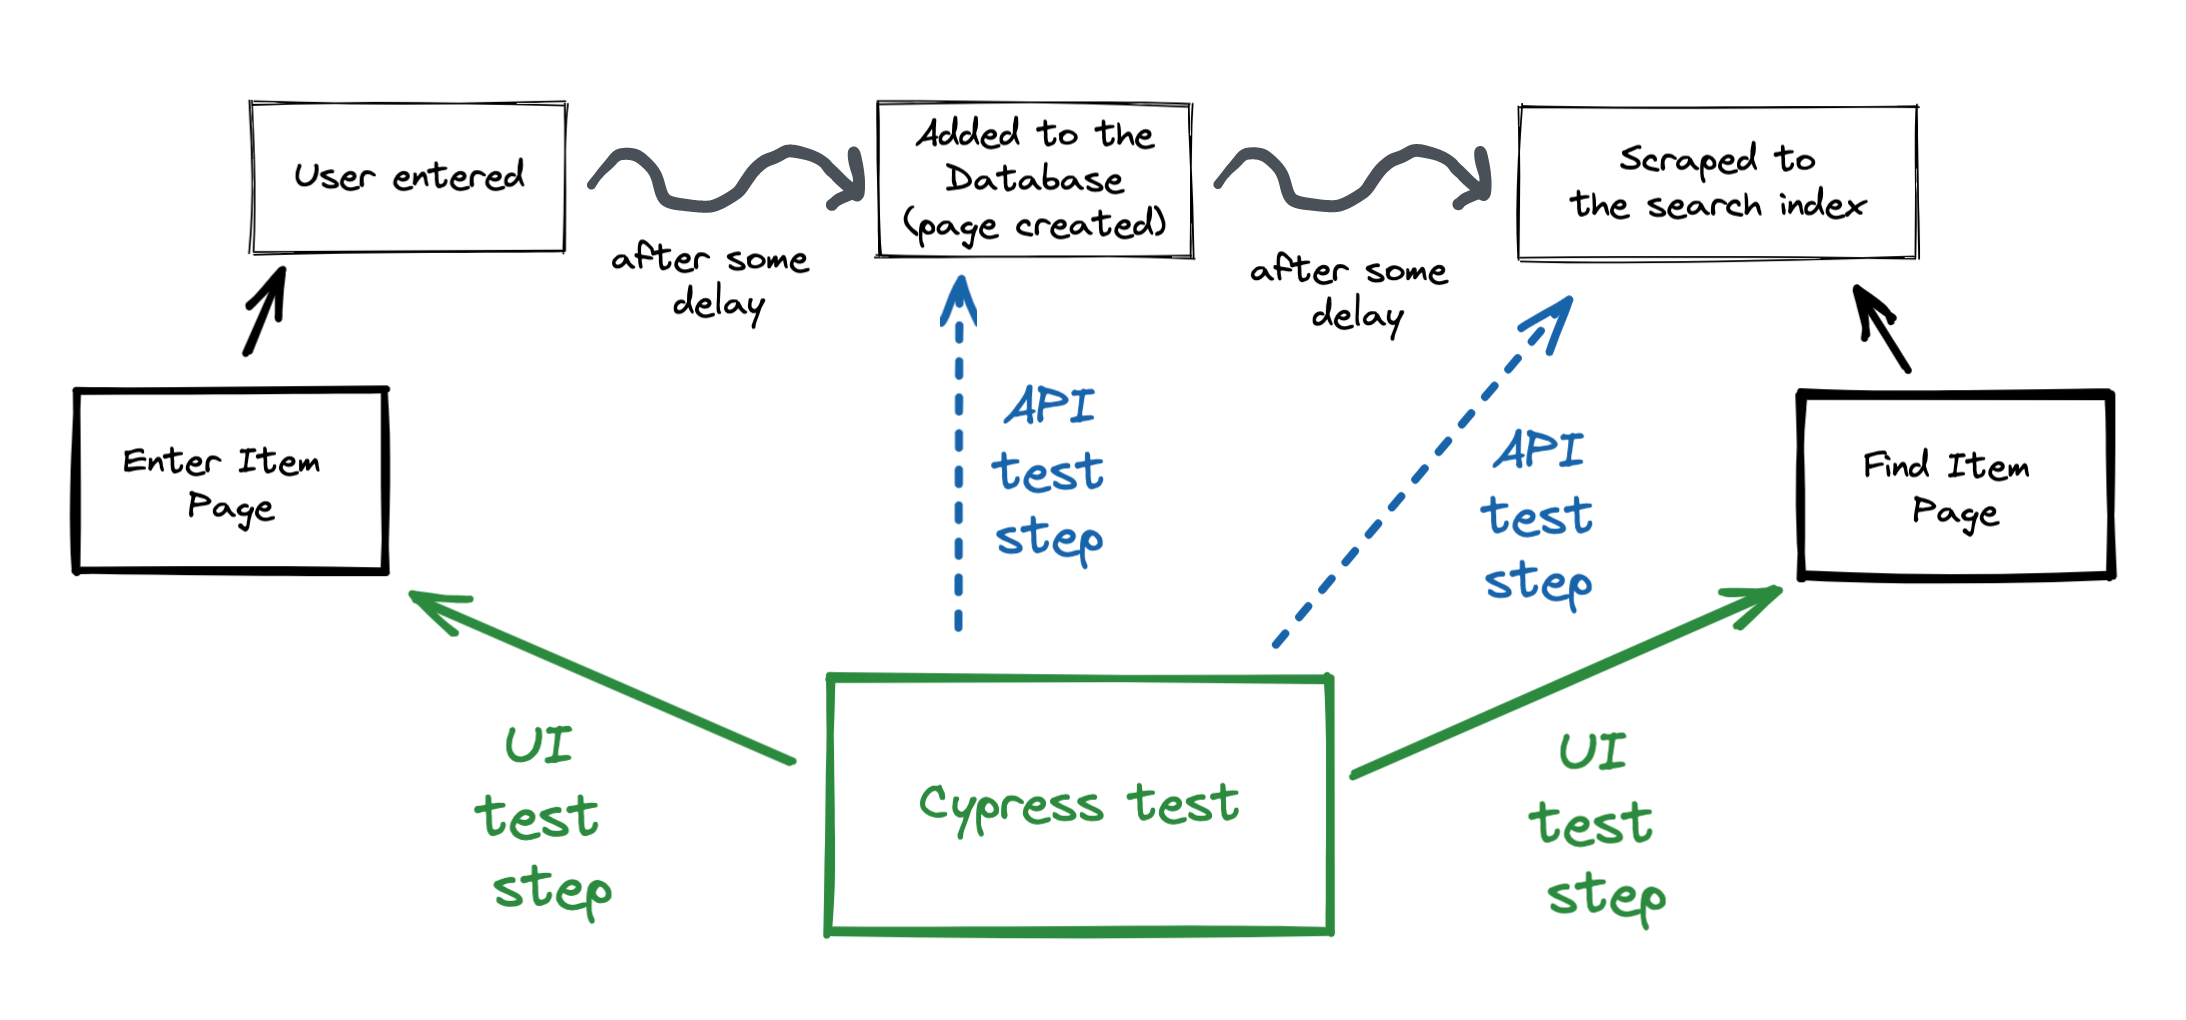 User entered
after some
delay
Added to the
Database
(page created)
after some
delay
Scraped to
the search index
Enter Item
Page
API
test
step
API
test
step
Find Item
Page
UI
test
step
Cypress test
UI
test
step